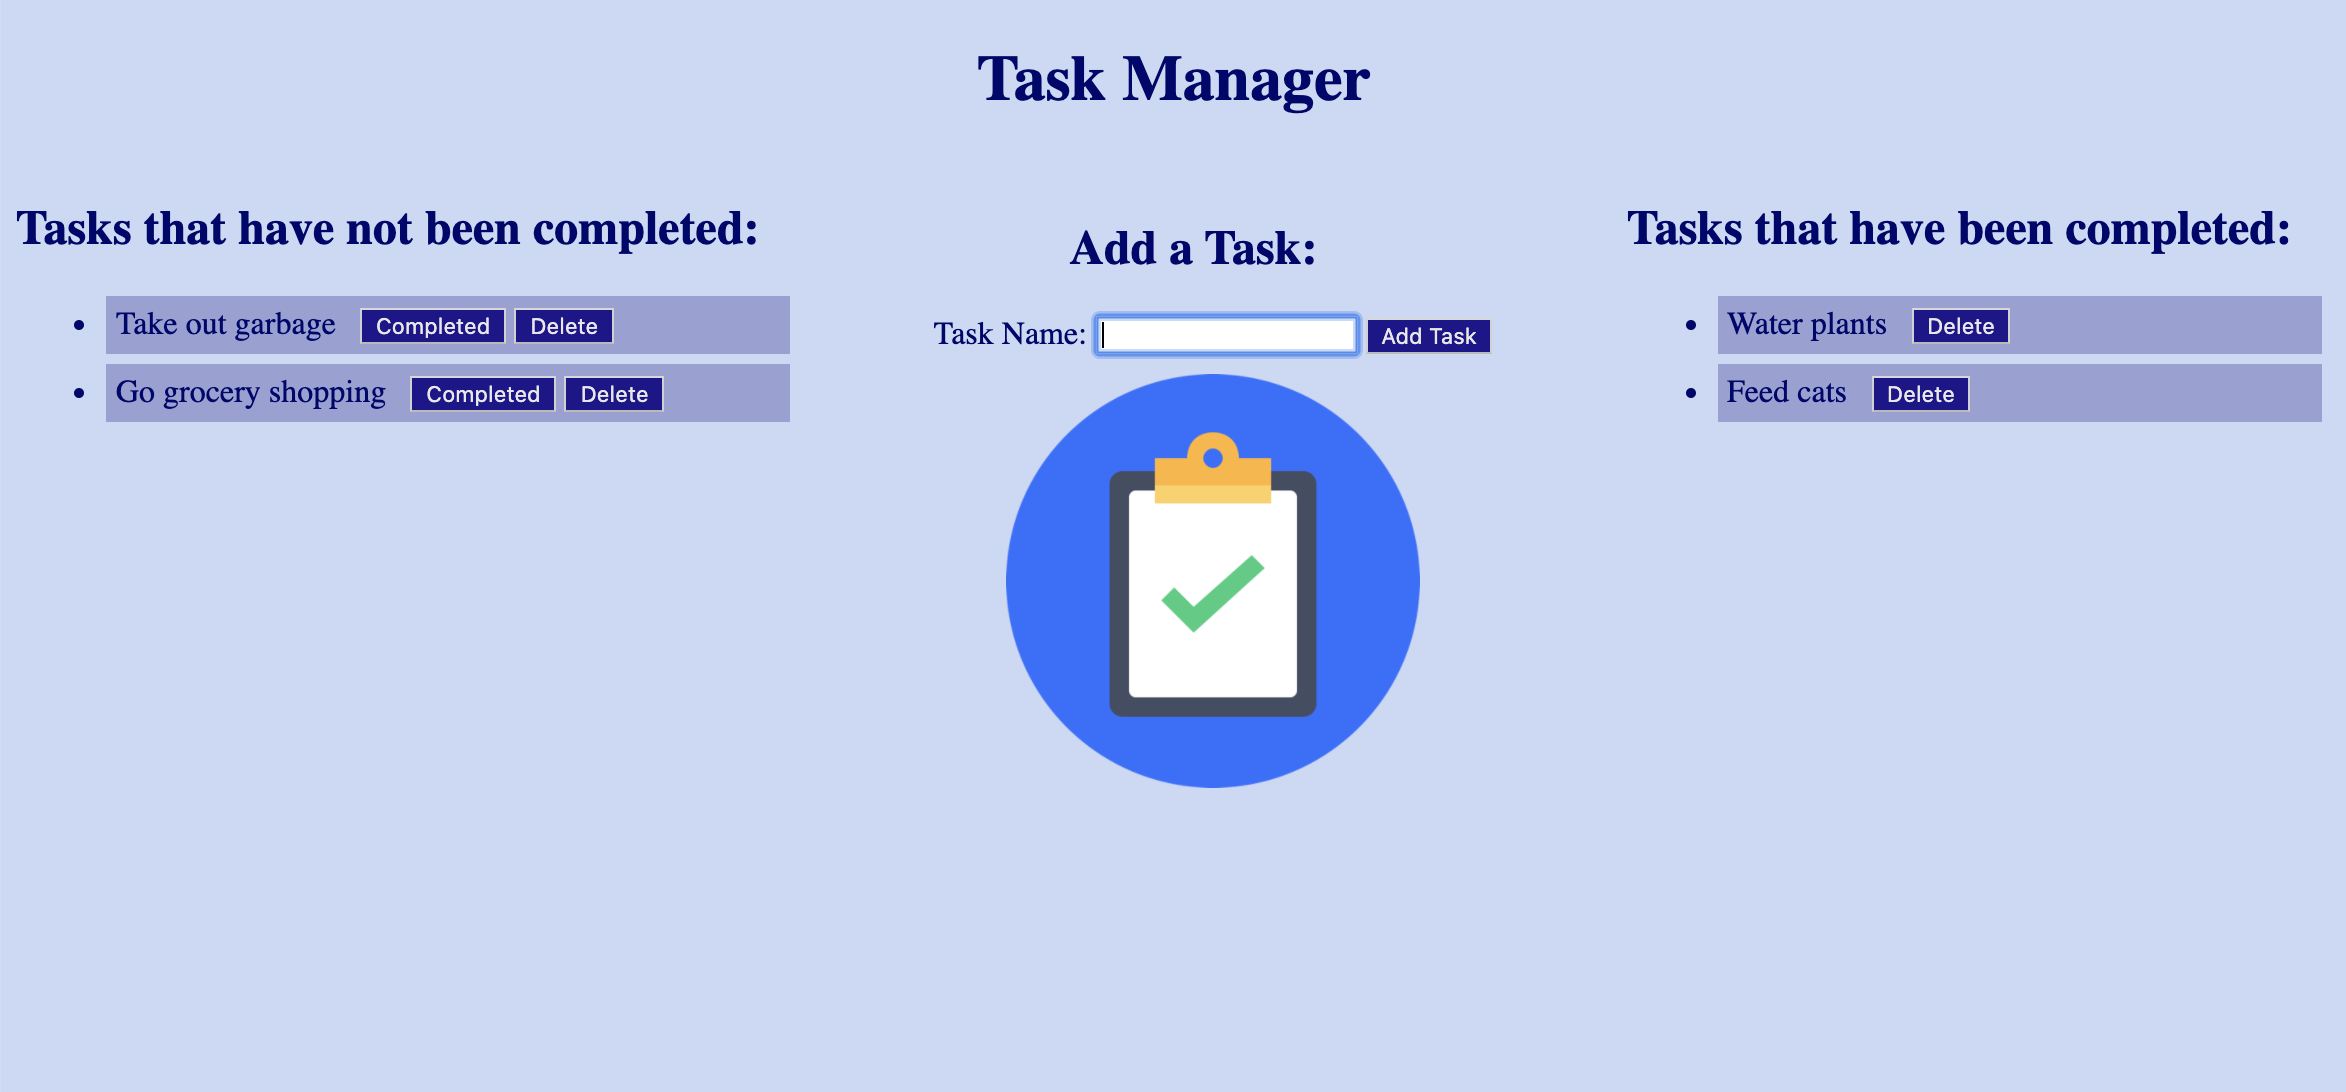 Task Manager
Tasks that have not been completed:
Take out garbage Completed Delete
Go grocery shopping Completed Delete
Add a Task:
Task Name: Add Task
Tasks that have been completed:
Water plants Delete
Feed cats Delete